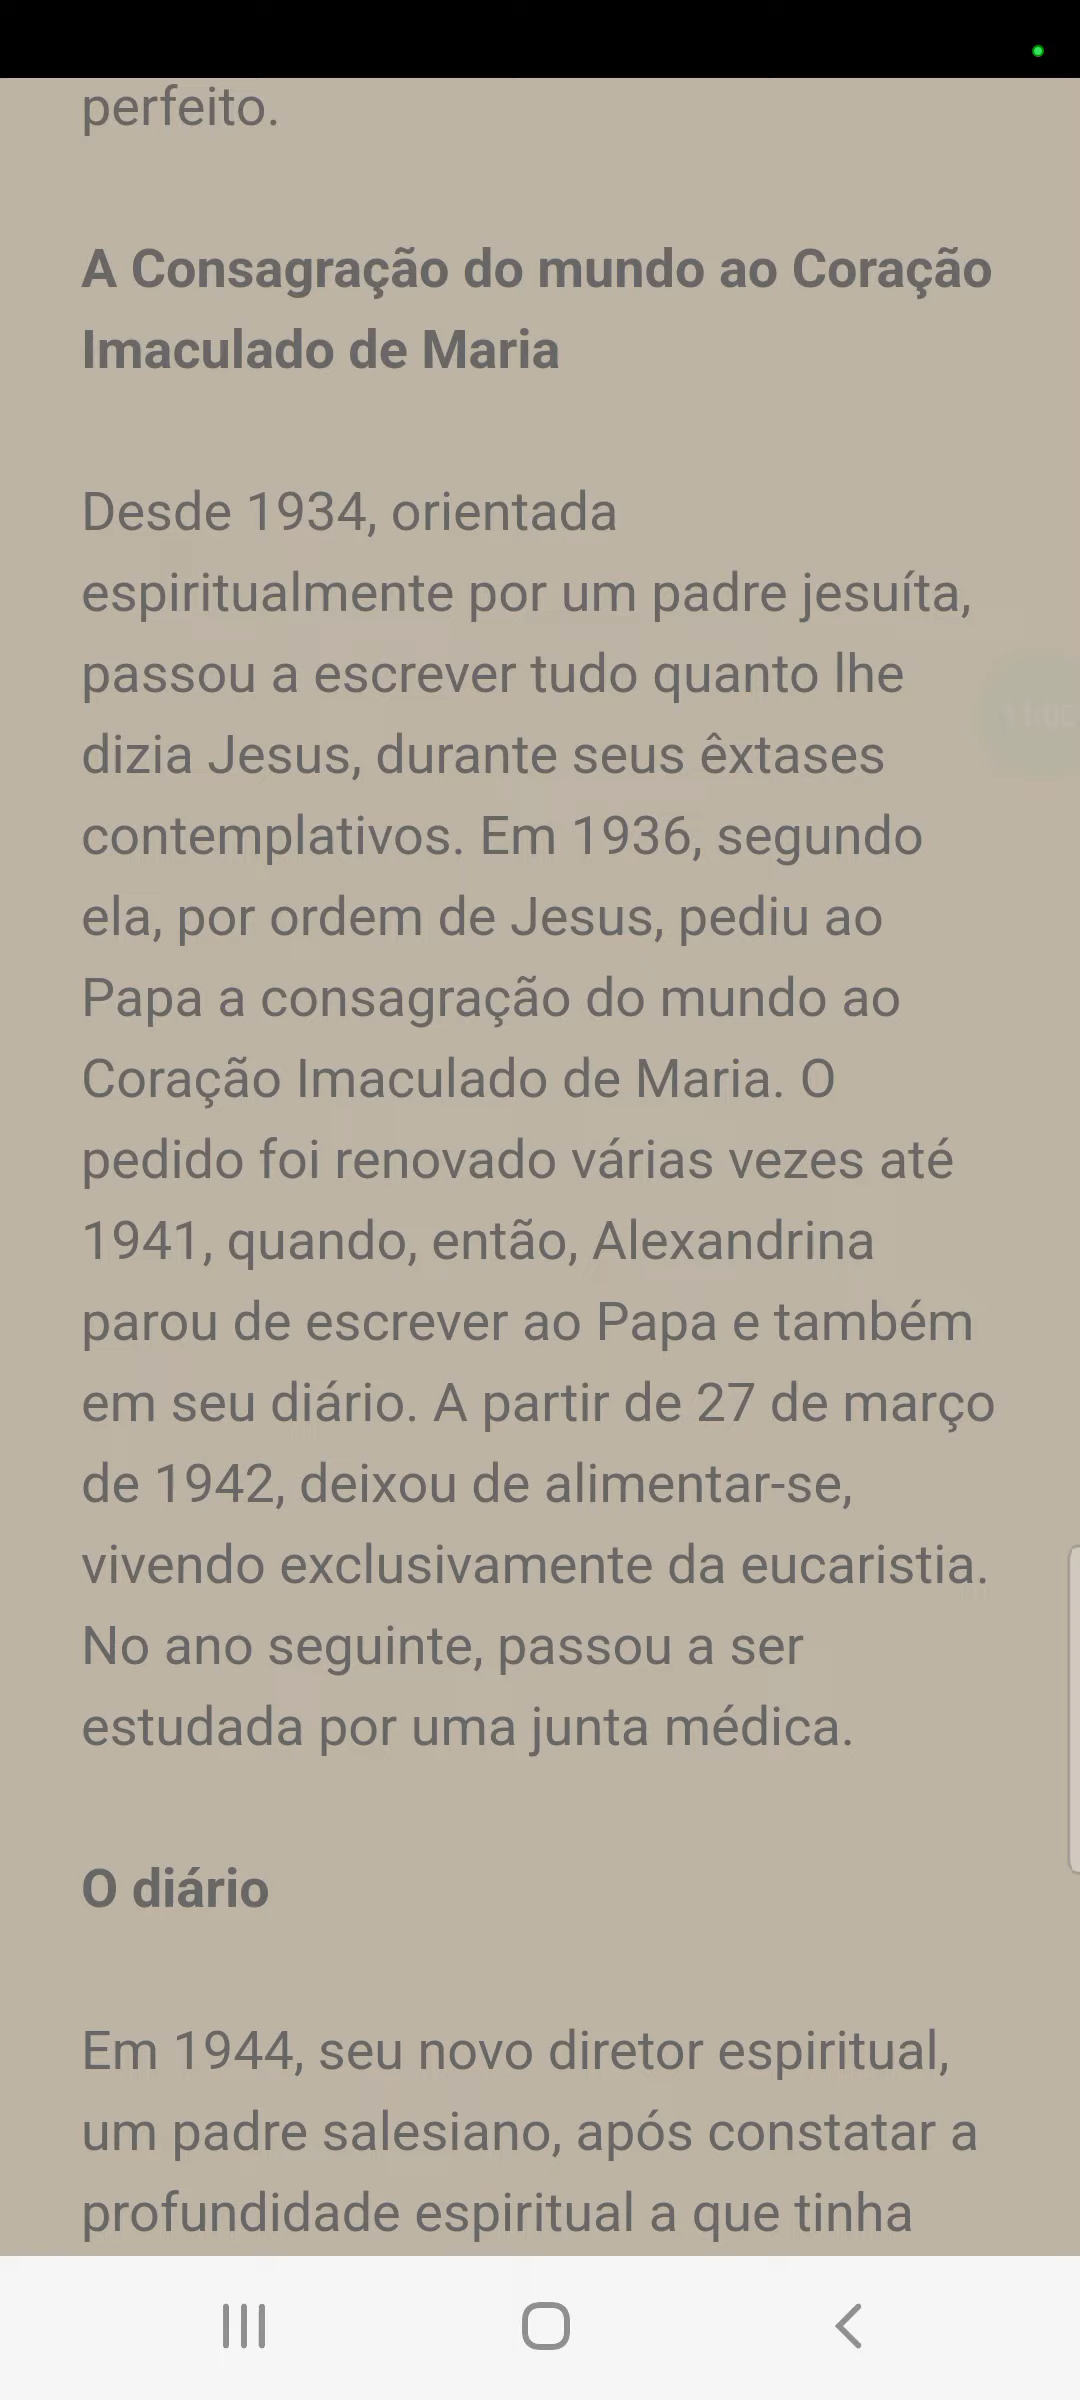 perfeito.
A Consagração do mundo ao Coração
Imaculado de Maria
Desde 1934, orientada
espiritualmente por um padre jesuíta,
passou a escrever tudo quanto lhe
dizia Jesus, durante seus êxtases
contemplativos. Em 1936, segundo
ela, por ordem de Jesus, pediu ao
Papa a consagração do mundo ao
Coração Imaculado de Maria. O
pedido foi renovado várias vezes até
1941, quando, então, Alexandrina
parou de escrever ao Papa e também
em seu diário. A partir de 27 de março
de 1942, deixou de alimentar-se,
vivendo exclusivamente da eucaristia.
No ano seguinte, passou a ser
estudada por uma junta médica.
O diário
Em 1944, seu novo diretor espiritual,
um padre salesiano, após constatar a
profundidade espiritual a que tinha